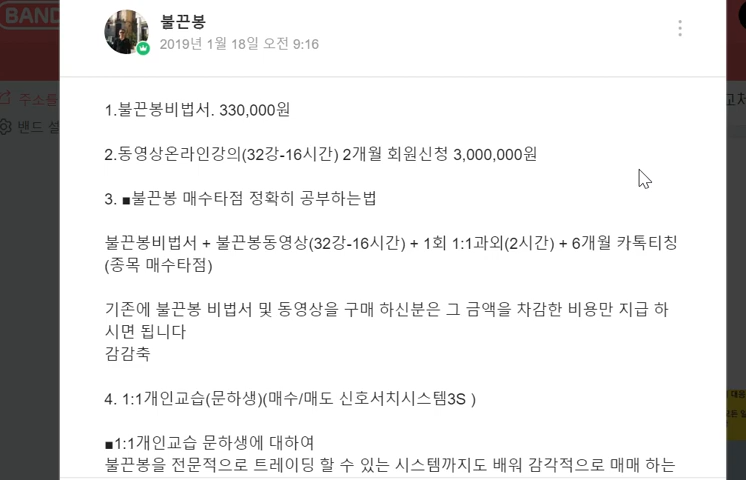 BAND
불끈봉
2019년 1월 18일 오전 9:16
주소를
밴드 설
1.불끈봉비법서. 330,000원
2.동영상온라인강의(32강-16시간) 2개월 회원신청 3,000,000원
3. ■불끈봉 매수타점 정확히 공부하는법
불끈봉비법서 + 불끈봉동영상(32강-16시간) + 1회 1:1과외(2시간) + 6개월 카톡티칭
(종목 매수타점)
기존에 불끈봉 비법서 및 동영상을 구매 하신분은 그 금액을 차감한 비용만 지급 하
시면 됩니다
감감축
4. 1:1개인교습(문하생)(매수/매도 신호서치시스템3S )
■1:1개인교습 문하생에 대하여
불끈봉을 전문적으로 트레이딩 할 수 있는 시스템까지도 배워 감각적으로 매매 하는